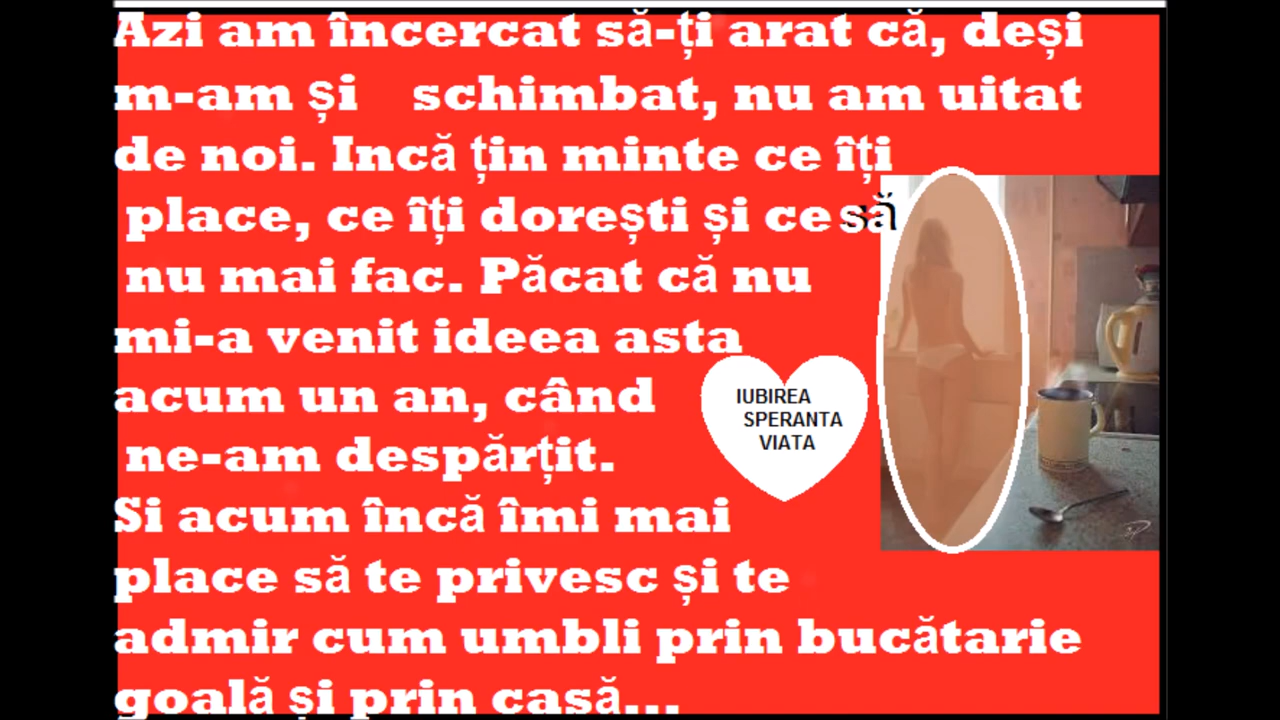 Azi am încercat să-ți arat că, deși
m-am și schimbat, nu am uitat
de noi. Incă țin minte ce îți
place, ce îți dorești și ce să
nu mai fac. Păcat că nu
mi-a venit ideea asta
acum un an, când
ne-am despărțit.
Si acum încă îmi mai
place să te privesc și te
admir cum umbli prin bucătarie
goală și prin casă...
IUBIREA
SPERANTA
VIATA